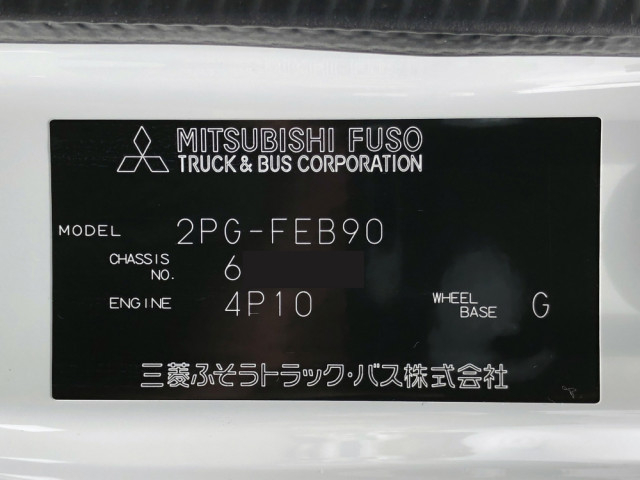 MITSUBISHI FUSO
TRUCK & BUS CORPORATION
MODEL 2PG-FEB90
CHASSIS NO. 6
ENGINE 4P10 WHEEL BASE G
三菱ふそうトラック・バス株式会社